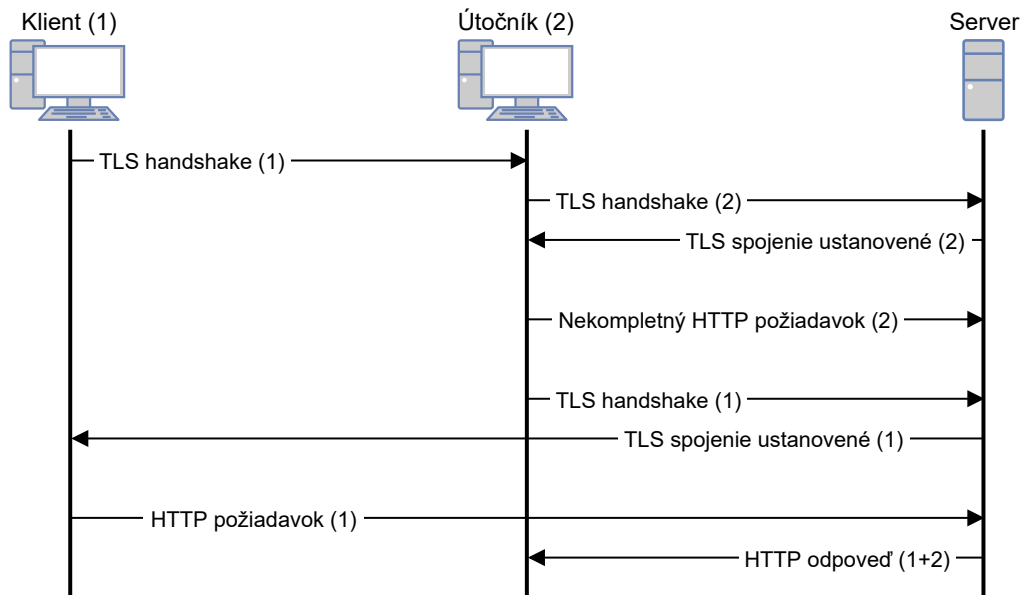 Klient (1)
Útočník (2)
Server
TLS handshake (1)
TLS handshake (2)
TLS spojenie ustanovené (2)
Nekompletný HTTP požiadavok (2)
TLS handshake (1)
TLS spojenie ustanovené (1)
HTTP požiadavok (1)
HTTP odpoveď (1+2)